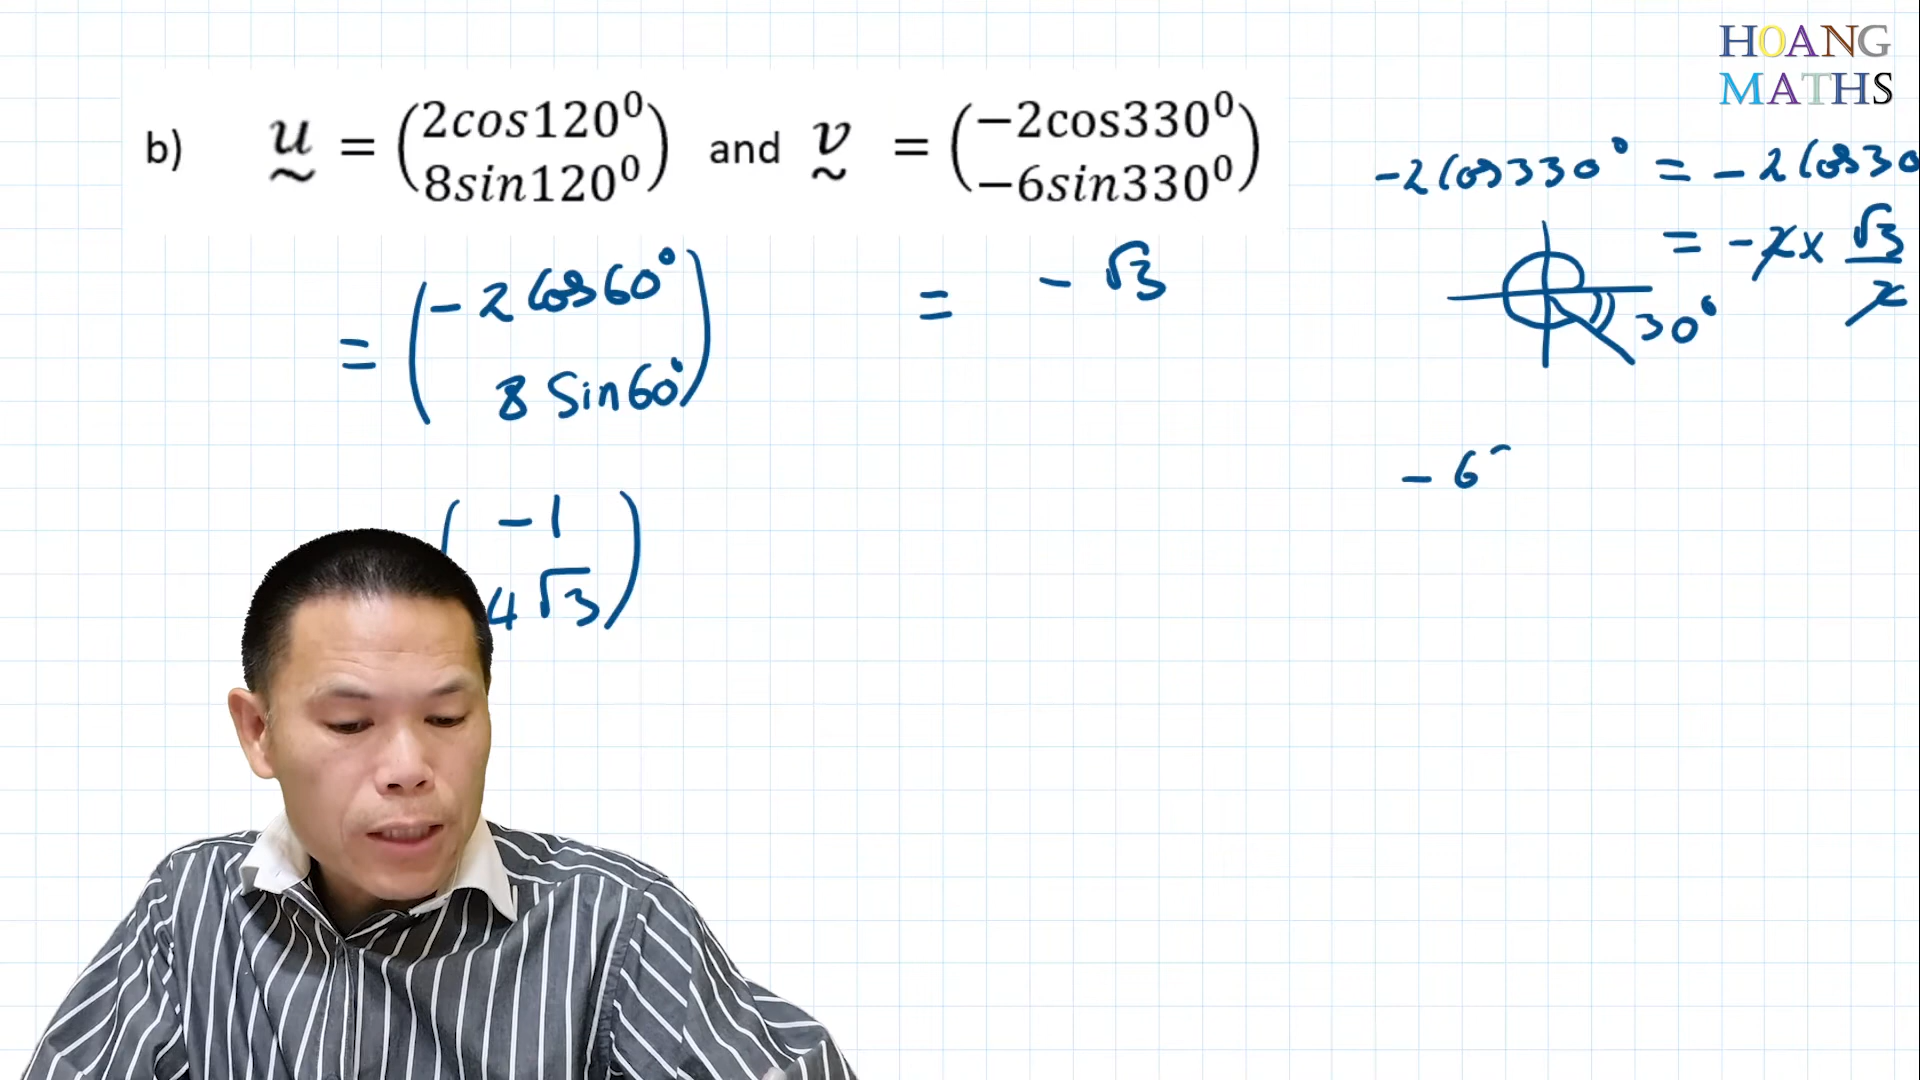 HOANG
MATHS
b) u = (2cos120⁰ 8sin120⁰) and v = (−2cos330⁰ −6sin330⁰)
-2cos330° = -2cos30
= -2 x √3/2
30°
= (-2cos60° 8sin60°)
= -√3
-6
(-1 4√3)